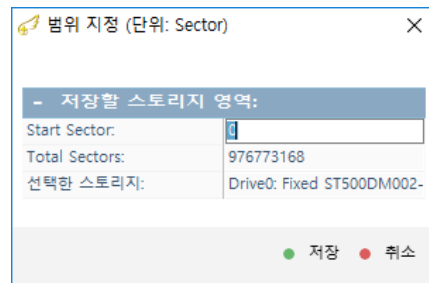 범위 지정 (단위: Sector)
- 저장할 스토리지 영역:
Start Sector: 0
Total Sectors: 976773168
선택한 스토리지: Drive0: Fixed ST500DM002-
저장 취소